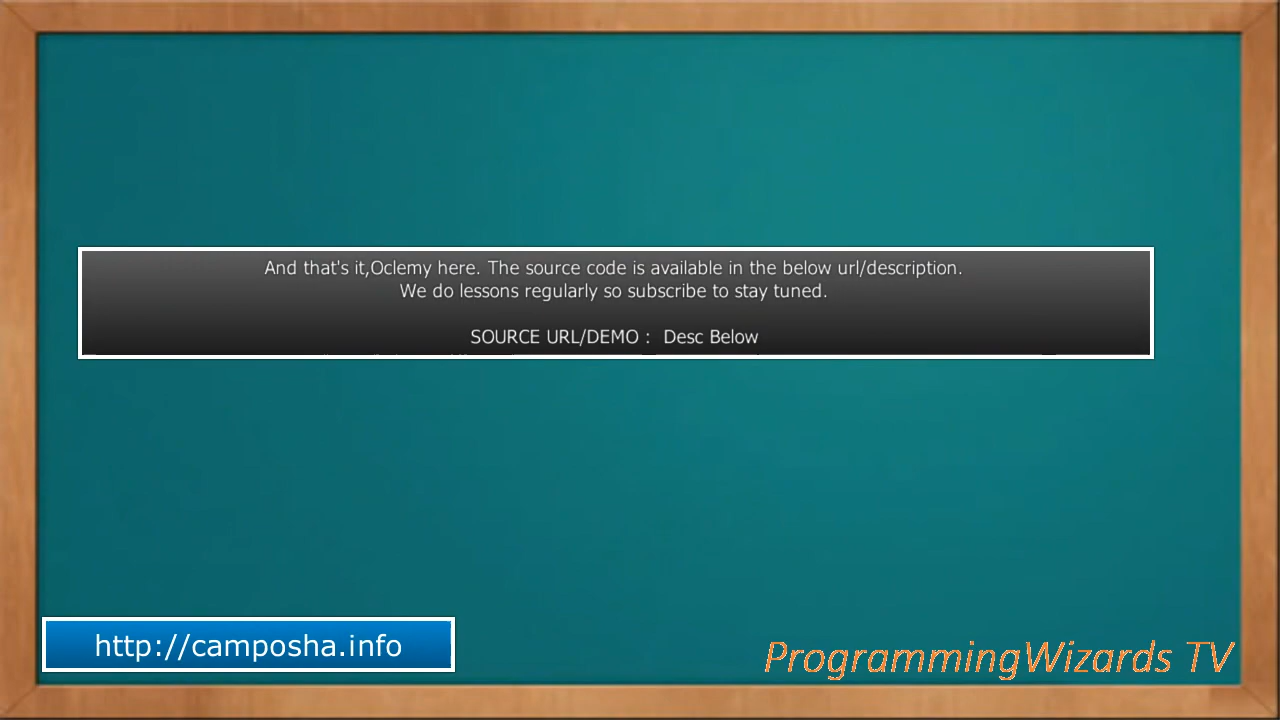 And that's it,Oclemy here. The source code is available in the below url/description.
We do lessons regularly so subscribe to stay tuned.
SOURCE URL/DEMO :  Desc Below
http://camposha.info
ProgrammingWizards TV